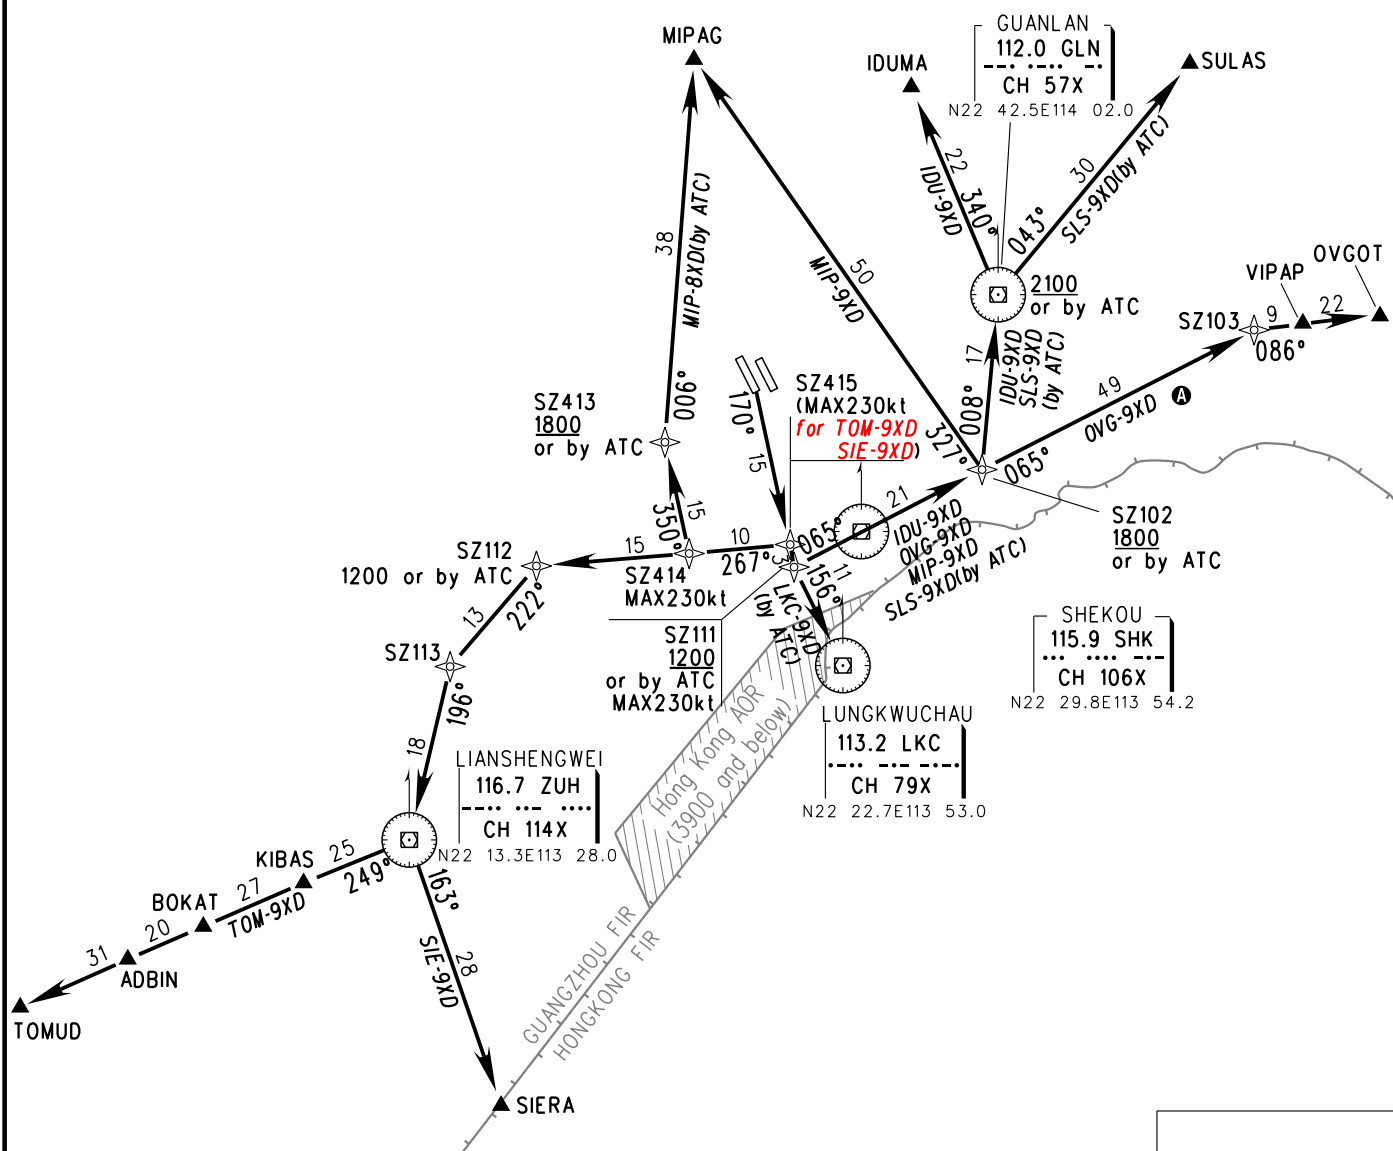 MIPAG
IDUMA
GUANLAN
112.0 GLN
CH 57X
N22 42.5E114 02.0
SULAS
22
IDU-9XD
340°
30
SLS-9XD(by ATC)
043°
38
MIP-8XD(by ATC)
006°
50
MIP-9XD
327°
2100
or by ATC
17
008°
IDU-9XD
SLS-9XD
(by ATC)
OVGOT
VIPAP
SZ103
9
22
086°
49
OVG-9XD A
065°
SZ413
1800
or by ATC
170°
15
SZ415
(MAX230kt
for TOM-9XD
SIE-9XD)
15
350°
21
065°
IDU-9XD
OVG-9XD
MIP-9XD
SLS-9XD(by ATC)
SZ102
1800
or by ATC
SZ112
1200 or by ATC
15
10
267°
SZ414
MAX230kt
3
11
156°
LKC-9XD
(by ATC)
222°
13
SZ113
SZ111
1200
or by ATC
MAX230kt
SHEKOU
115.9 SHK
CH 106X
N22 29.8E113 54.2
196°
18
LUNGKWUCHAU
113.2 LKC
CH 79X
N22 22.7E113 53.0
Hong Kong AOR
(3900 and below)
LIANSHENGWEI
116.7 ZUH
CH 114X
N22 13.3E113 28.0
KIBAS
25
249°
BOKAT
27
TOM-9XD
163°
28
SIE-9XD
20
31
ADBIN
TOMUD
GUANGZHOU FIR
HONGKONG FIR
SIERA